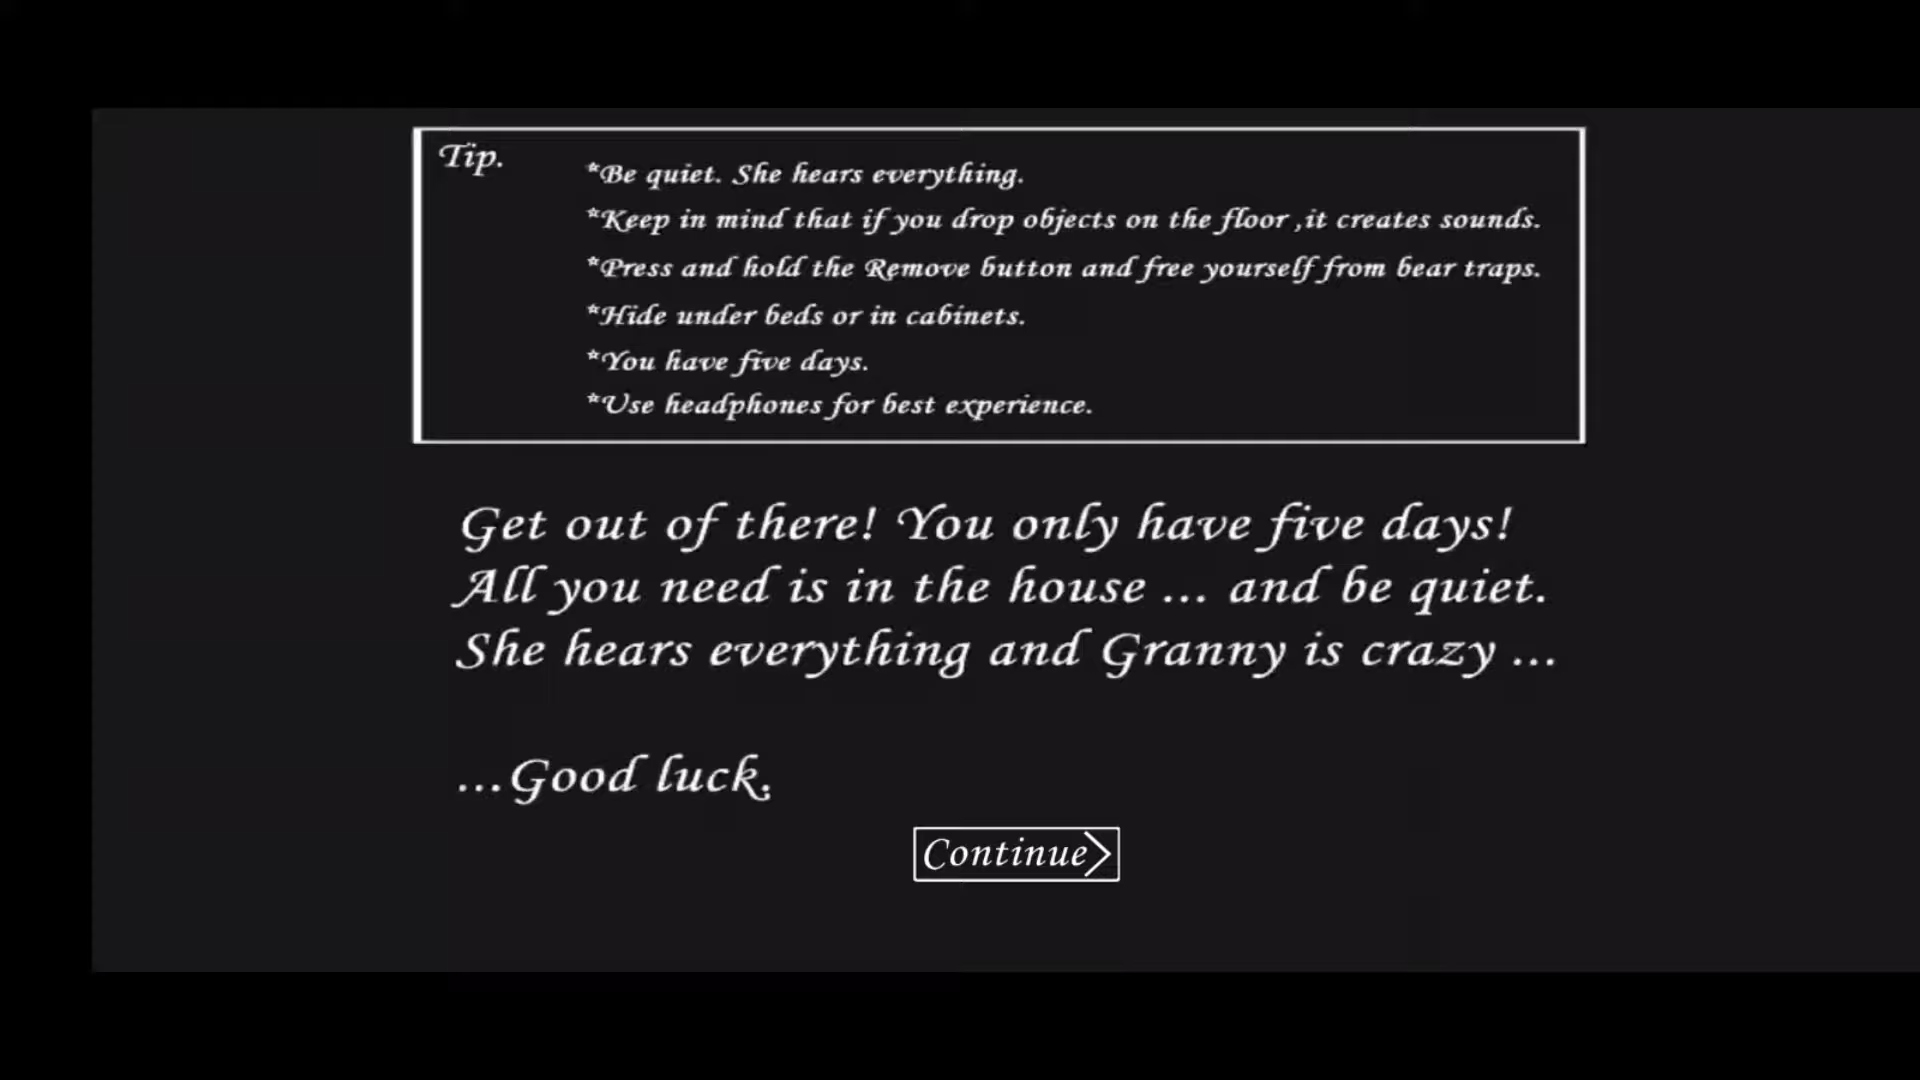 Tip.
*Be quiet. She hears everything.
*Keep in mind that if you drop objects on the floor ,it creates sounds.
*Press and hold the Remove button and free yourself from bear traps.
*Hide under beds or in cabinets.
*You have five days.
*Use headphones for best experience.
Get out of there! You only have five days!
All you need is in the house ... and be quiet.
She hears everything and Granny is crazy ...
...Good luck.
Continue